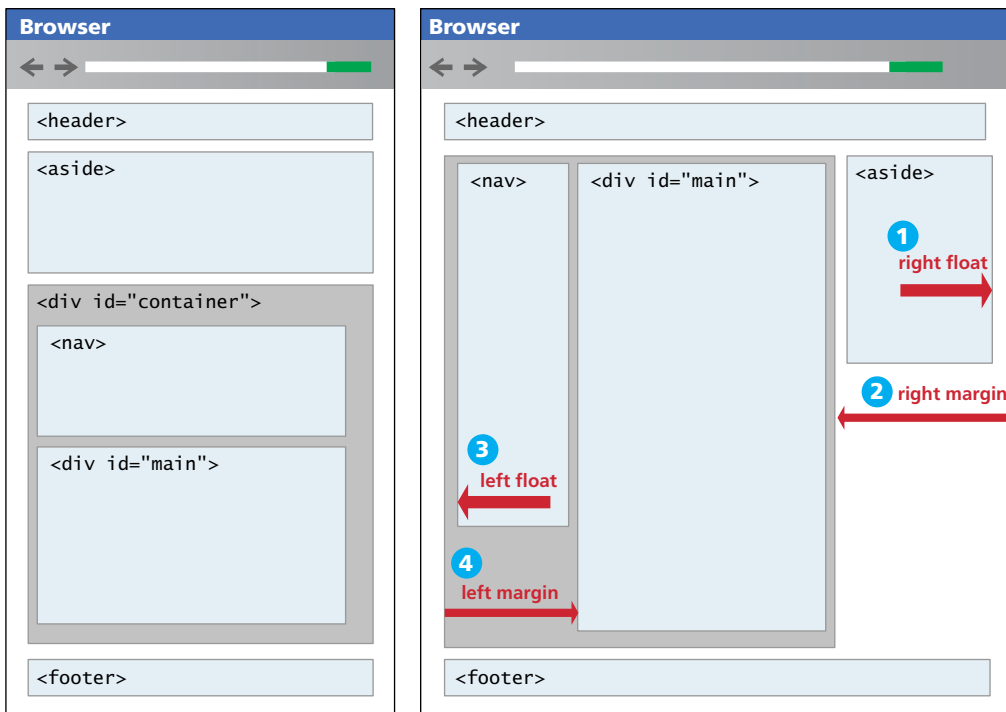 Browser
<header>
<aside>
<div id="container">
<nav>
<div id="main">
<footer>
Browser
<header>
<nav>
<div id="main">
<aside>
1
right float
2 right margin
3
left float
4
left margin
<footer>